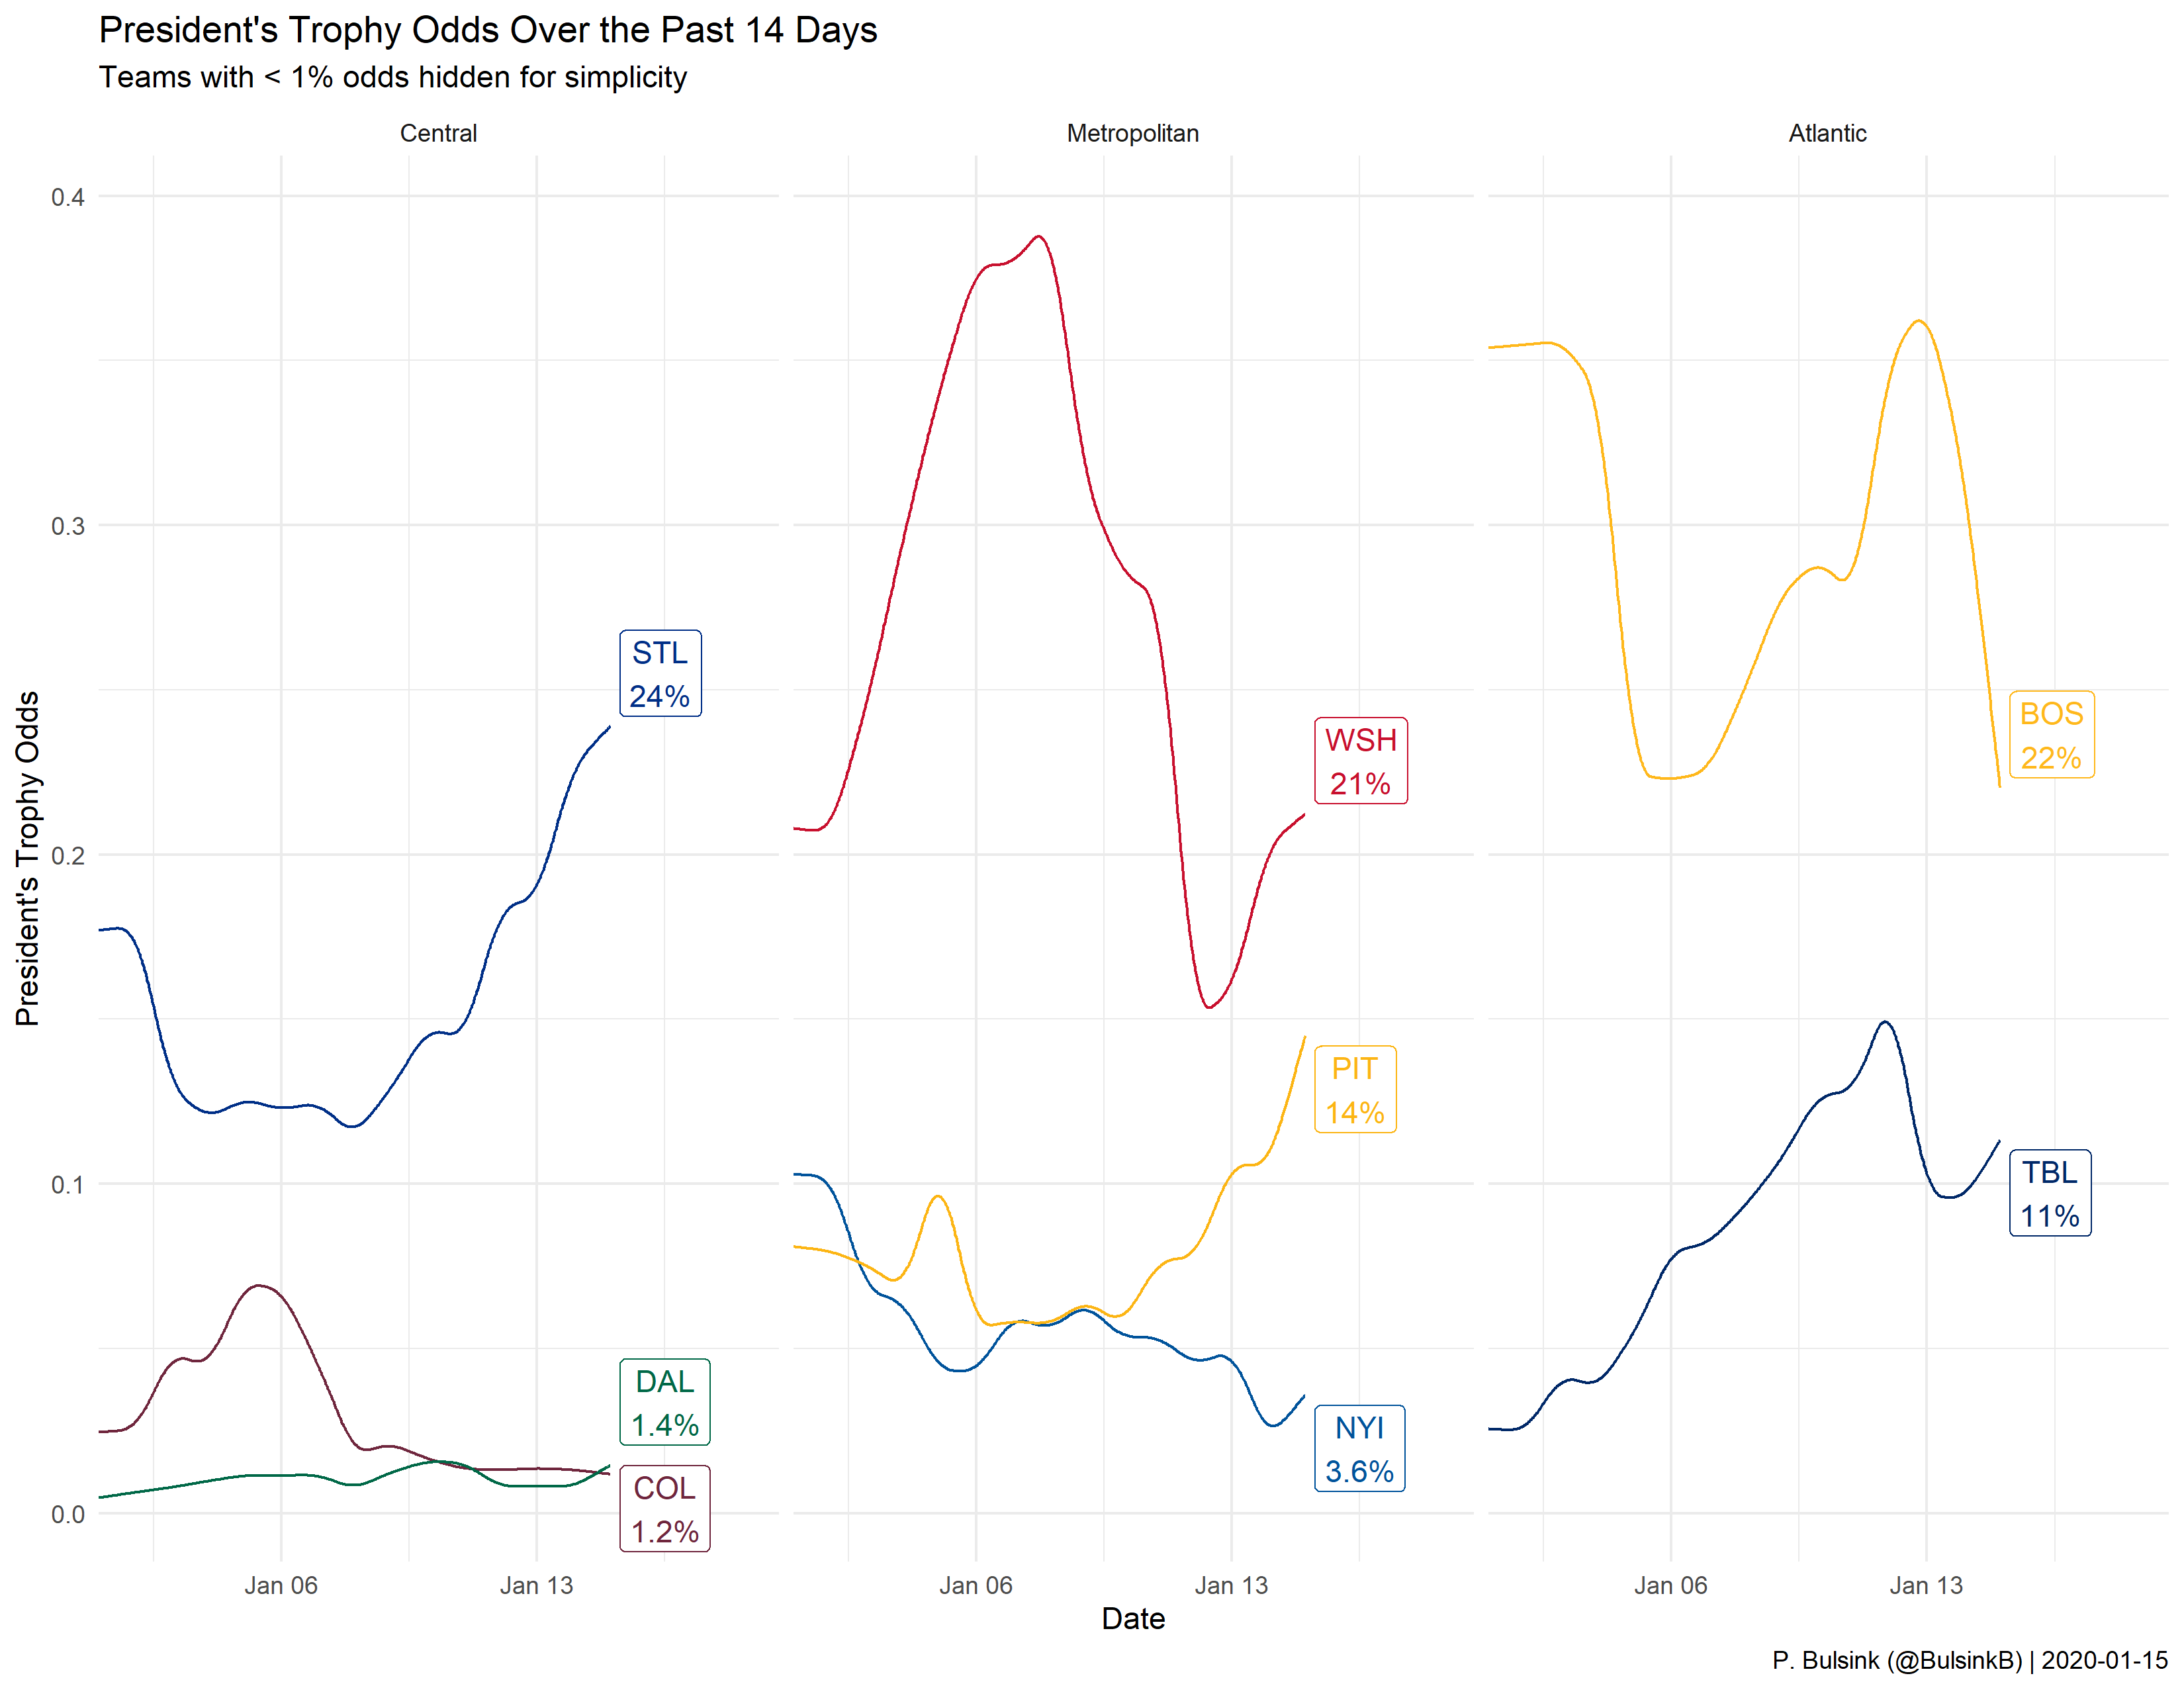 President's Trophy Odds Over the Past 14 Days
Teams with < 1% odds hidden for simplicity
Central
Metropolitan
Atlantic
President's Trophy Odds
0.4
0.3
0.2
0.1
0.0
STL
24%
DAL
1.4%
COL
1.2%
WSH
21%
PIT
14%
NYI
3.6%
BOS
22%
TBL
11%
Jan 06
Jan 13
Jan 06
Jan 13
Jan 06
Jan 13
Date
P. Bulsink (@BulsinkB) | 2020-01-15